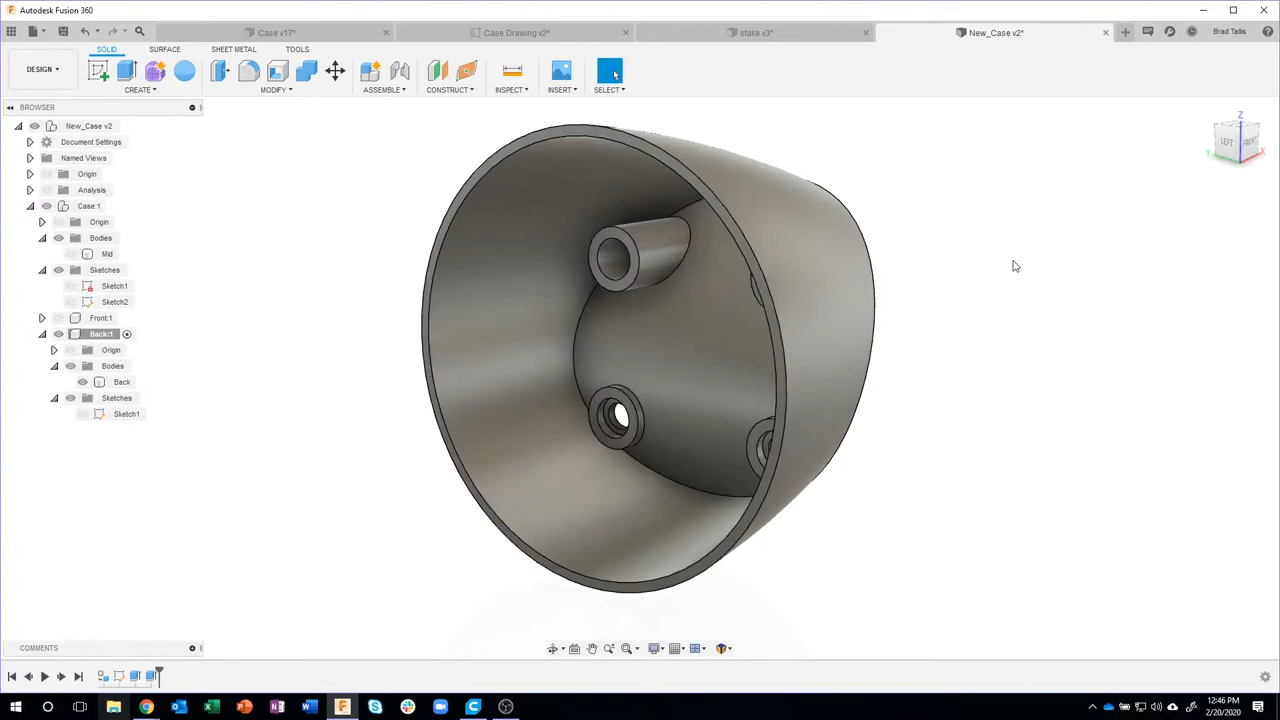 Autodesk Fusion 360
Case v17*
Case Drawing v2*
stake v3*
New_Case v2*
Brad Tallis
SOLID
SURFACE
SHEET METAL
TOOLS
DESIGN
CREATE
MODIFY
ASSEMBLE
CONSTRUCT
INSPECT
INSERT
SELECT
BROWSER
New_Case v2
Document Settings
Named Views
Origin
Analysis
Case:1
Origin
Bodies
Mid
Sketches
Sketch1
Sketch2
Front:1
Back:1
Origin
Bodies
Back
Sketches
Sketch1
Z
LEFT
FRONT
Y
X
COMMENTS
12:46 PM
2/20/2020